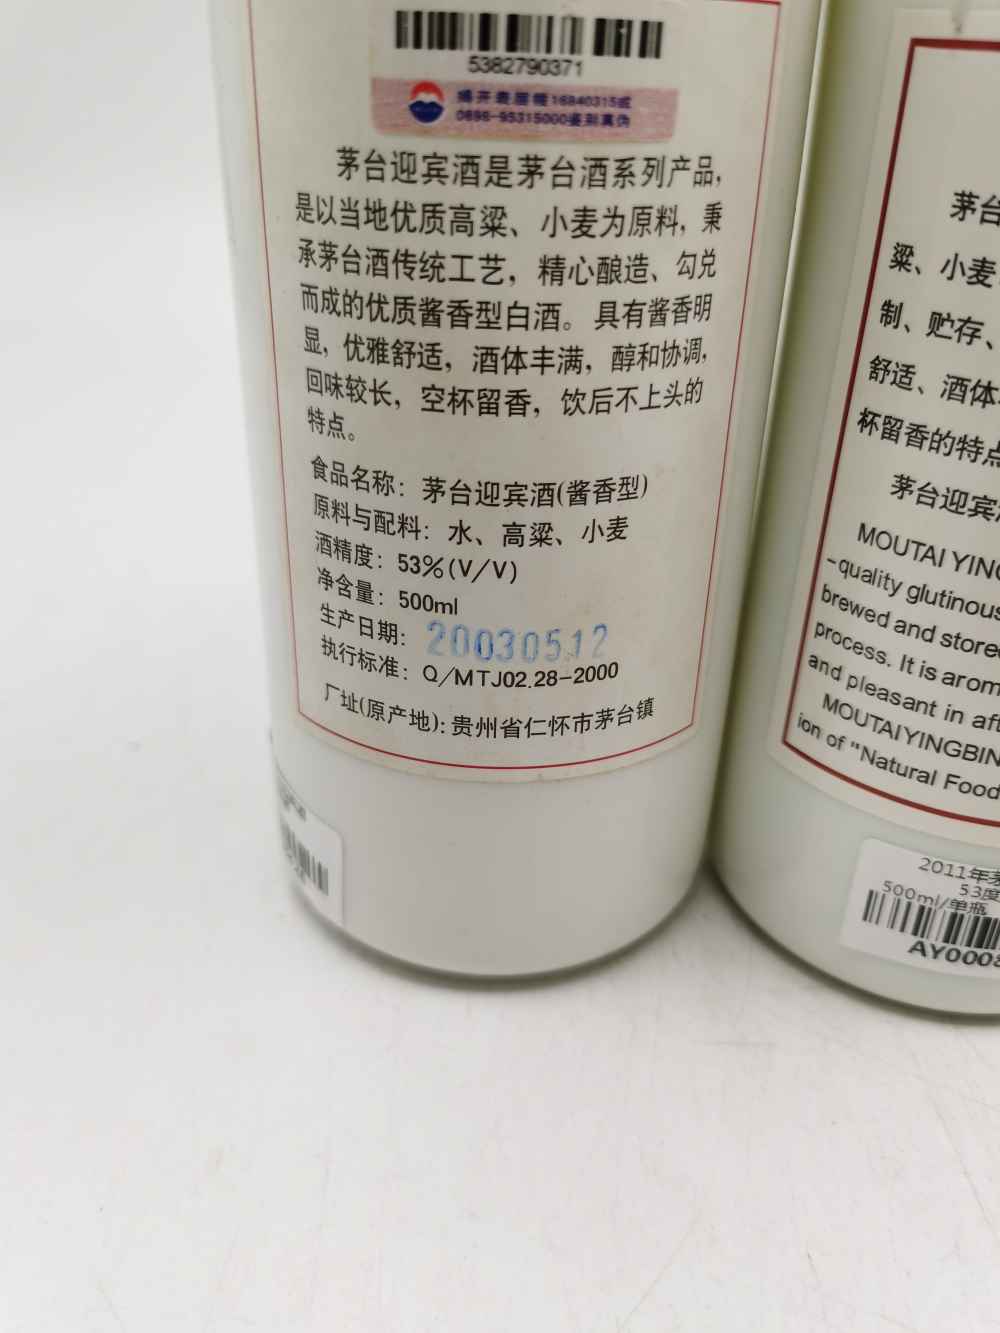 5382790371
揭开表层拨16840315或
0898-95315000鉴别真伪
茅台迎宾酒是茅台酒系列产品,
是以当地优质高粱、小麦为原料, 秉
承茅台酒传统工艺, 精心酿造、勾兑
而成的优质酱香型白酒。具有酱香明
显, 优雅舒适, 酒体丰满, 醇和协调,
回味较长, 空杯留香, 饮后不上头的
特点。
食品名称: 茅台迎宾酒(酱香型)
原料与配料: 水、高粱、小麦
酒精度: 53%(V/V)
净含量: 500ml
生产日期: 20030512
执行标准: Q/MTJ02.28-2000
厂址(原产地): 贵州省仁怀市茅台镇
茅台
粱、小麦
制、贮存、
舒适、酒体
杯留香的特点
茅台迎宾
MOUTAI YING
-quality glutinous
brewed and store
process. It is arom
and pleasant in aft
MOUTAIYINGBIN
ion of "Natural Food
2011年茅
53度
500ml/单瓶
AY0008